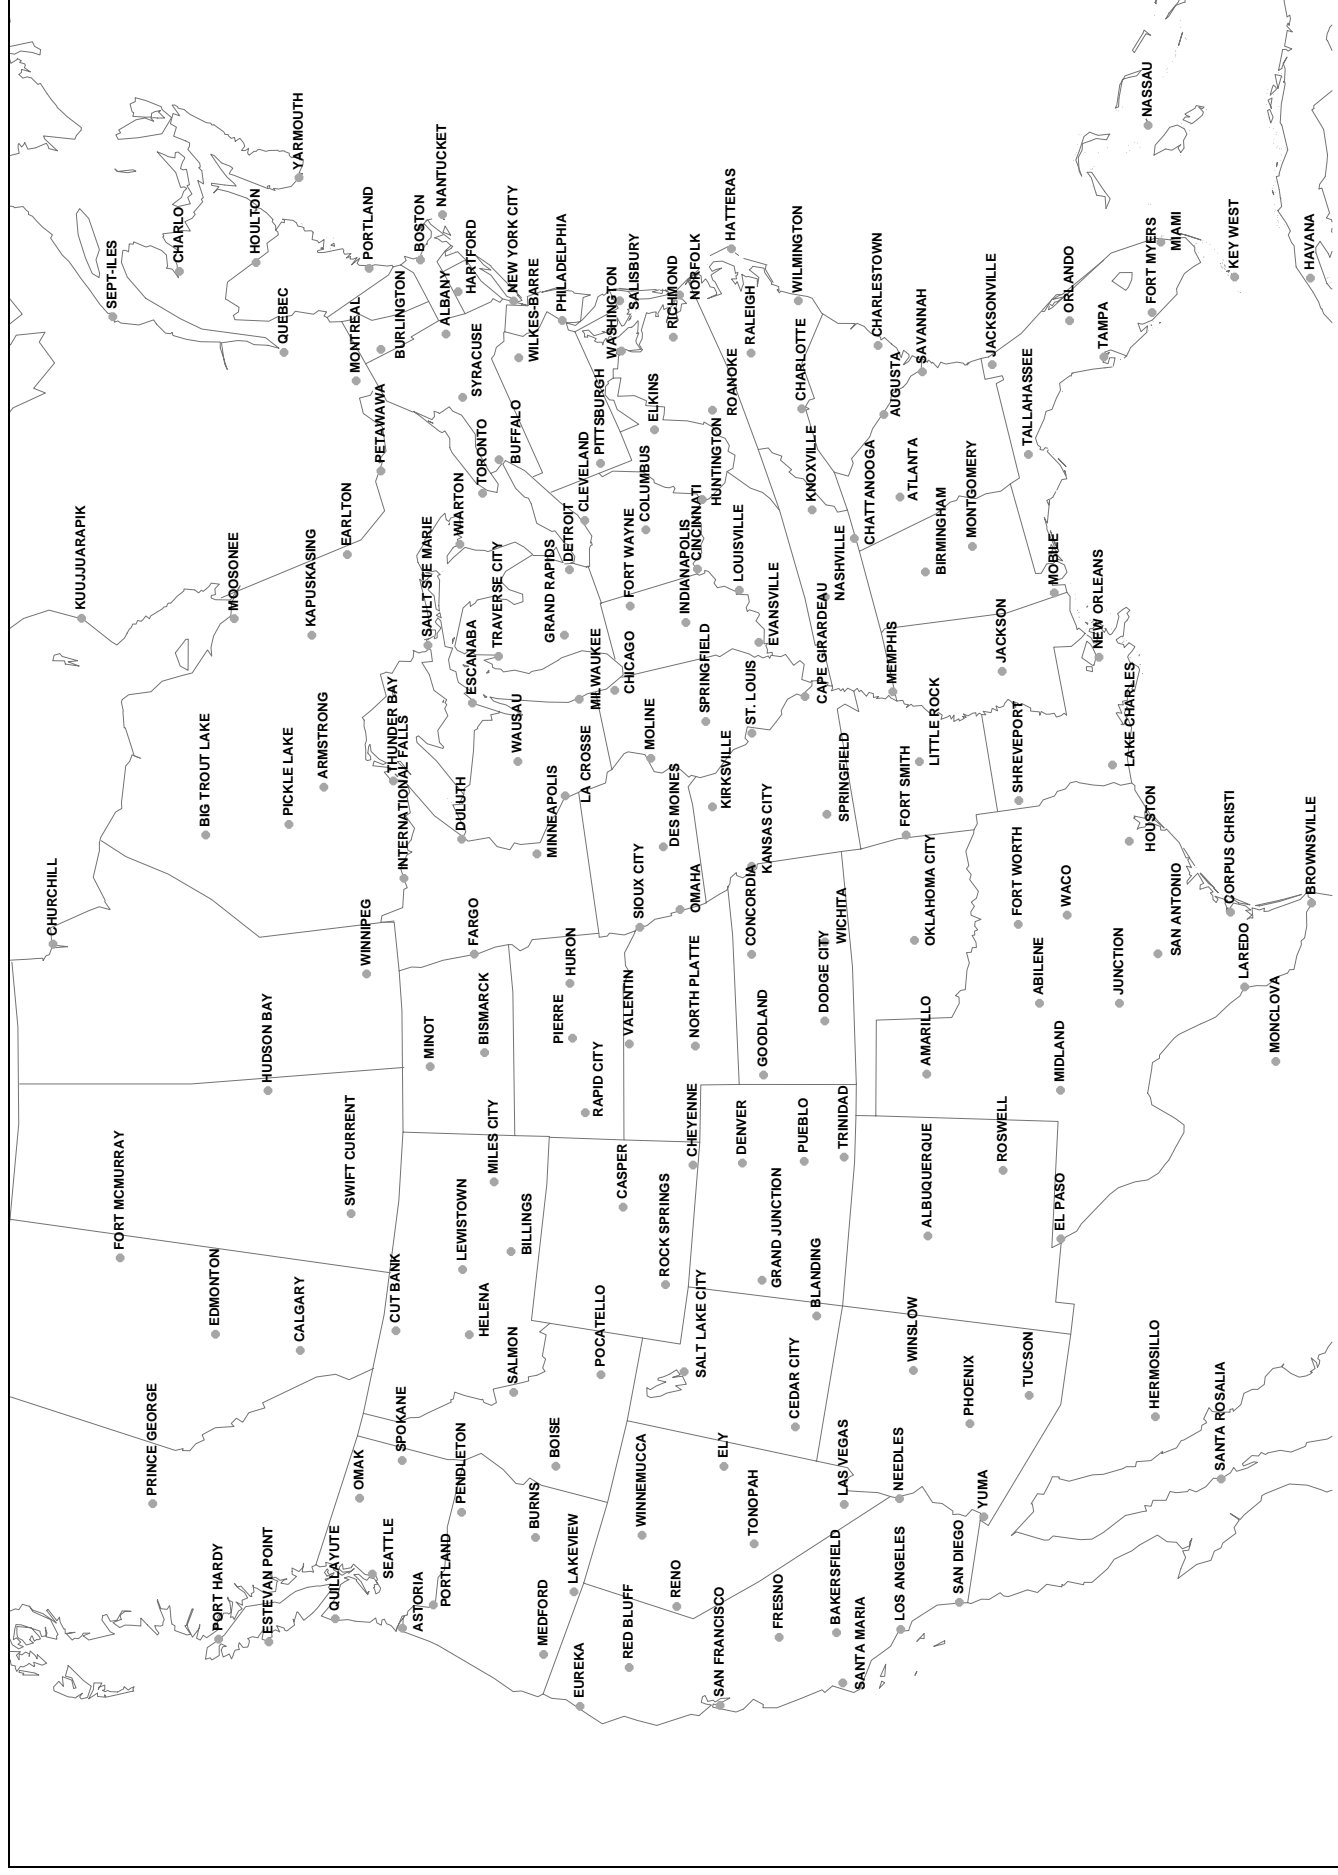 CHURCHILL
KUUJJUARAPIK
SEPT-ILES
FORT MCMURRAY
PRINCE GEORGE
CHARLO
BIG TROUT LAKE
EDMONTON
PORT HARDY
MOOSONEE
HOULTON
HUDSON BAY
ESTEVAN POINT
QUEBEC
PICKLE LAKE
CALGARY
YARMOUTH
KAPUSKASING
ARMSTRONG
QUILLAYUTE
EARLTON
SWIFT CURRENT
MONTREAL
OMAK
WINNIPEG
PORTLAND
SEATTLE
PETAWAWA
BURLINGTON
THUNDER BAY
CUT BANK
SPOKANE
INTERNATIONAL FALLS
ASTORIA
BOSTON
SAULT STE MARIE
MINOT
PORTLAND
NANTUCKET
ALBANY
WIARTON
DULUTH
LEWISTOWN
PENDLETON
HARTFORD
SYRACUSE
ESCANABA
FARGO
HELENA
TORONTO
BISMARCK
MILES CITY
TRAVERSE CITY
BUFFALO
NEW YORK CITY
WILKES-BARRE
WAUSAU
BILLINGS
SALMON
MINNEAPOLIS
BURNS
MEDFORD
BOISE
PHILADELPHIA
GRAND RAPIDS
DETROIT
LA CROSSE
HURON
PIERRE
LAKEVIEW
EUREKA
CLEVELAND
MILWAUKEE
RAPID CITY
PITTSBURGH
POCATELLO
WASHINGTON
SALISBURY
CHICAGO
FORT WAYNE
CASPER
VALENTIN
RED BLUFF
SIOUX CITY
WINNEMUCCA
COLUMBUS
MOLINE
ELKINS
ROCK SPRINGS
DES MOINES
RICHMOND
NORFOLK
RENO
OMAHA
SALT LAKE CITY
INDIANAPOLIS
CHEYENNE
NORTH PLATTE
CINCINNATI
HUNTINGTON
SPRINGFIELD
KIRKSVILLE
ROANOKE
SAN FRANCISCO
ELY
HATTERAS
LOUISVILLE
DENVER
RALEIGH
ST. LOUIS
KANSAS CITY
CONCORDIA
TONOPAH
EVANSVILLE
GOODLAND
GRAND JUNCTION
FRESNO
CEDAR CITY
WILMINGTON
CHARLOTTE
PUEBLO
CAPE GIRARDEAU
KNOXVILLE
BLANDING
NASHVILLE
SPRINGFIELD
WICHITA
DODGE CITY
BAKERSFIELD
TRINIDAD
LAS VEGAS
SANTA MARIA
CHATTANOOGA
CHARLESTOWN
AUGUSTA
MEMPHIS
ATLANTA
NEEDLES
LOS ANGELES
FORT SMITH
WINSLOW
OKLAHOMA CITY
LITTLE ROCK
SAVANNAH
BIRMINGHAM
AMARILLO
ALBUQUERQUE
SAN DIEGO
PHOENIX
MONTGOMERY
YUMA
JACKSONVILLE
JACKSON
ROSWELL
FORT WORTH
SHREVEPORT
TALLAHASSEE
TUCSON
ABILENE
MOBILE
MIDLAND
EL PASO
WACO
ORLANDO
NEW ORLEANS
TAMPA
LAKE CHARLES
JUNCTION
HOUSTON
NASSAU
FORT MYERS
MIAMI
HERMOSILLO
SAN ANTONIO
SANTA ROSALIA
CORPUS CHRISTI
KEY WEST
LAREDO
MONCLOVA
BROWNSVILLE
HAVANA